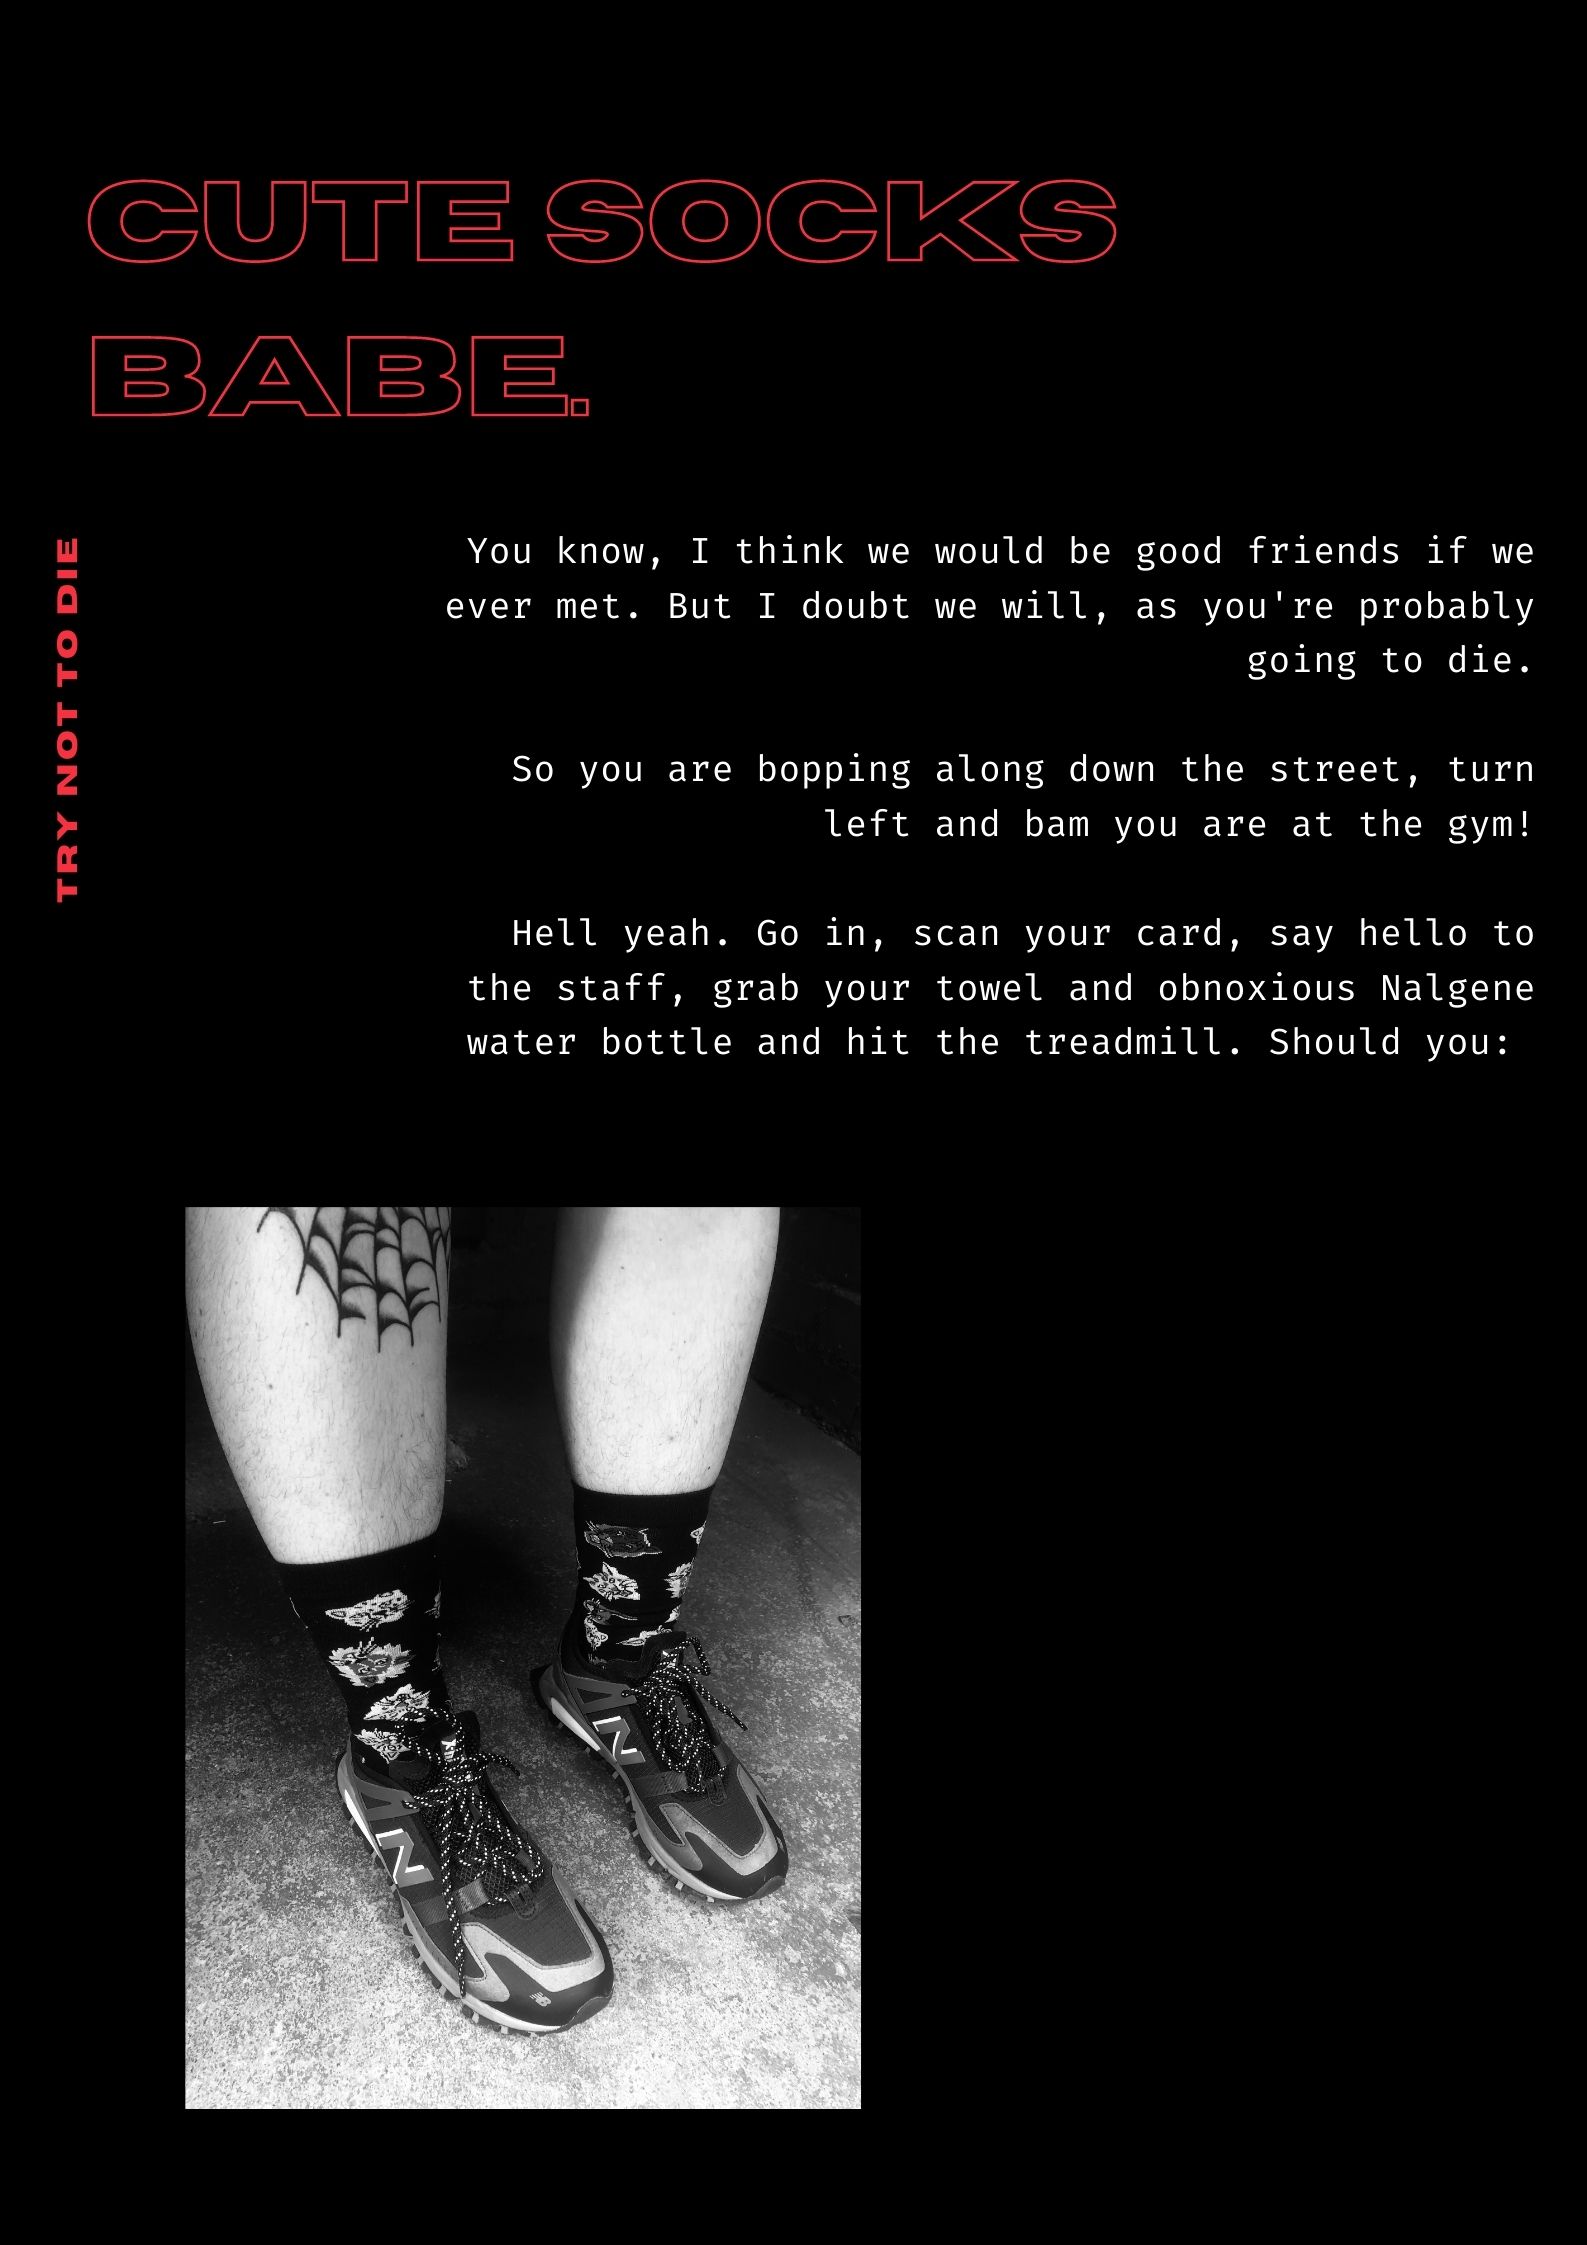 CUTE SOCKS
BABE.
TRY NOT TO DIE
You know, I think we would be good friends if we
ever met. But I doubt we will, as you're probably
going to die.
So you are bopping along down the street, turn
left and bam you are at the gym!
Hell yeah. Go in, scan your card, say hello to
the staff, grab your towel and obnoxious Nalgene
water bottle and hit the treadmill. Should you:
N
N
NB